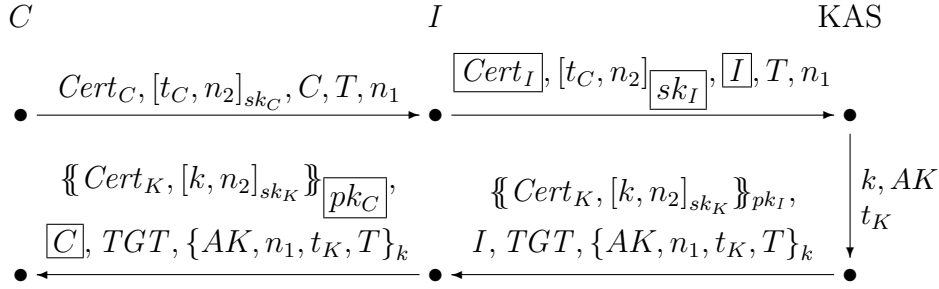 C I KAS
Cert_C, [t_C, n_2]_{sk_C}, C, T, n_1
Cert_I, [t_C, n_2]_{sk_I}, I, T, n_1
{{Cert_K, [k, n_2]_{sk_K}}}_{pk_C},
C, TGT, {AK, n_1, t_K, T}_k
{{Cert_K, [k, n_2]_{sk_K}}}_{pk_I},
I, TGT, {AK, n_1, t_K, T}_k
k, AK
t_K